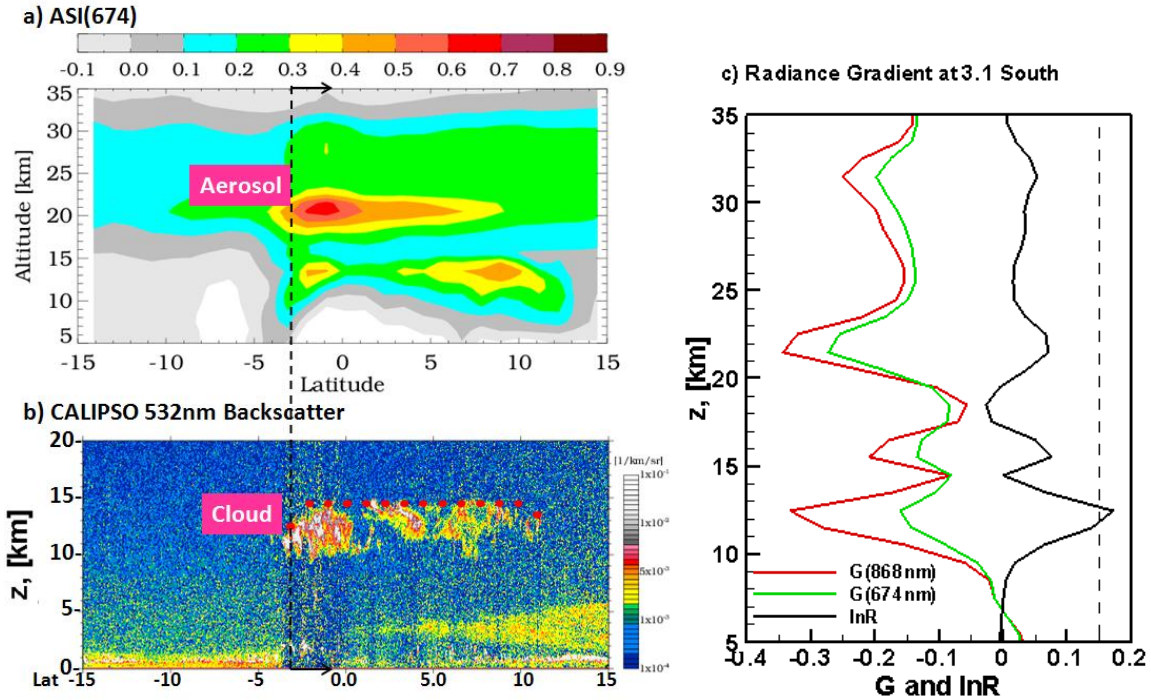 a) ASI(674)
-0.1 0.0 0.1 0.2 0.3 0.4 0.5 0.6 0.7 0.8 0.9
35
30
25
20
15
10
5
Altitude [km]
Aerosol
-15 -10 -5 0 5 10 15
Latitude
b) CALIPSO 532nm Backscatter
20
15
10
5
0
z, [km]
Cloud
[1/km/sr]
1x10⁻¹
1x10⁻²
5x10⁻³
1x10⁻³
1x10⁻⁴
Lat -15 -10 -5 0.0 5.0 10 15
c) Radiance Gradient at 3.1 South
35
30
25
20
15
10
5
z, [km]
G(868nm)
G(674nm)
lnR
-0.4 -0.3 -0.2 -0.1 0 0.1 0.2
G and lnR